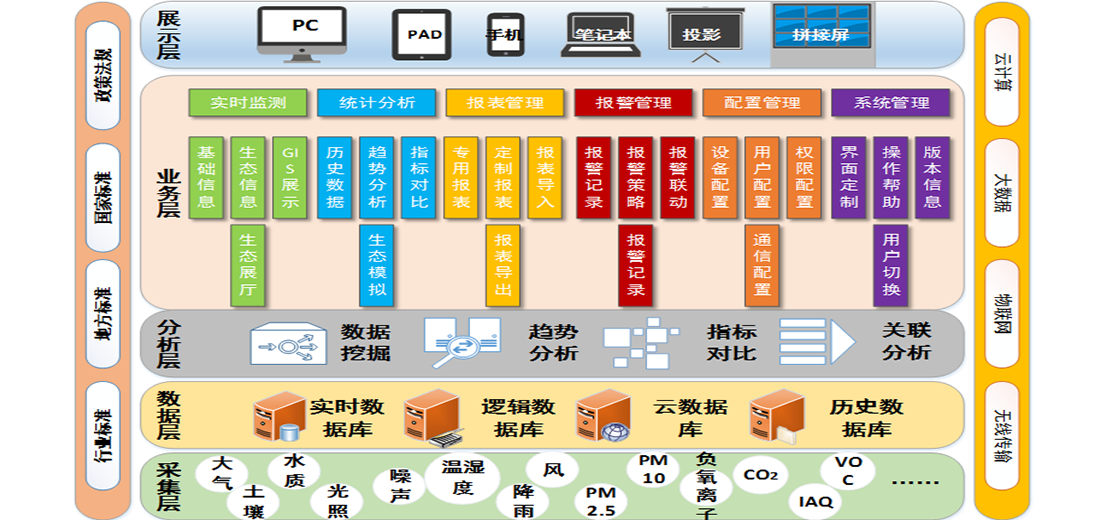 政策法规
国家标准
地方标准
行业标准
展示层
PC
PAD
手机
笔记本
投影
拼接屏
业务层
实时监测
统计分析
报表管理
报警管理
配置管理
系统管理
基础信息
生态信息
GIS展示
历史数据
趋势分析
指标对比
专用报表
定制报表
报表导入
报警记录
报警策略
报警联动
设备配置
用户配置
权限配置
界面定制
操作帮助
版本信息
生态展厅
生态模拟
报表导出
报警记录
通信配置
用户切换
分析层
数据
挖掘
趋势
分析
指标
对比
关联
分析
数据层
实时数
据库
逻辑数
据库
云数据
库
历史数
据库
采集层
大气
土壤
水质
光照
噪声
温湿
度
降雨
风
PM
2.5
PM
10
负氧离子
CO2
IAQ
VO
C
......
云计算
大数据
物联网
无线传输